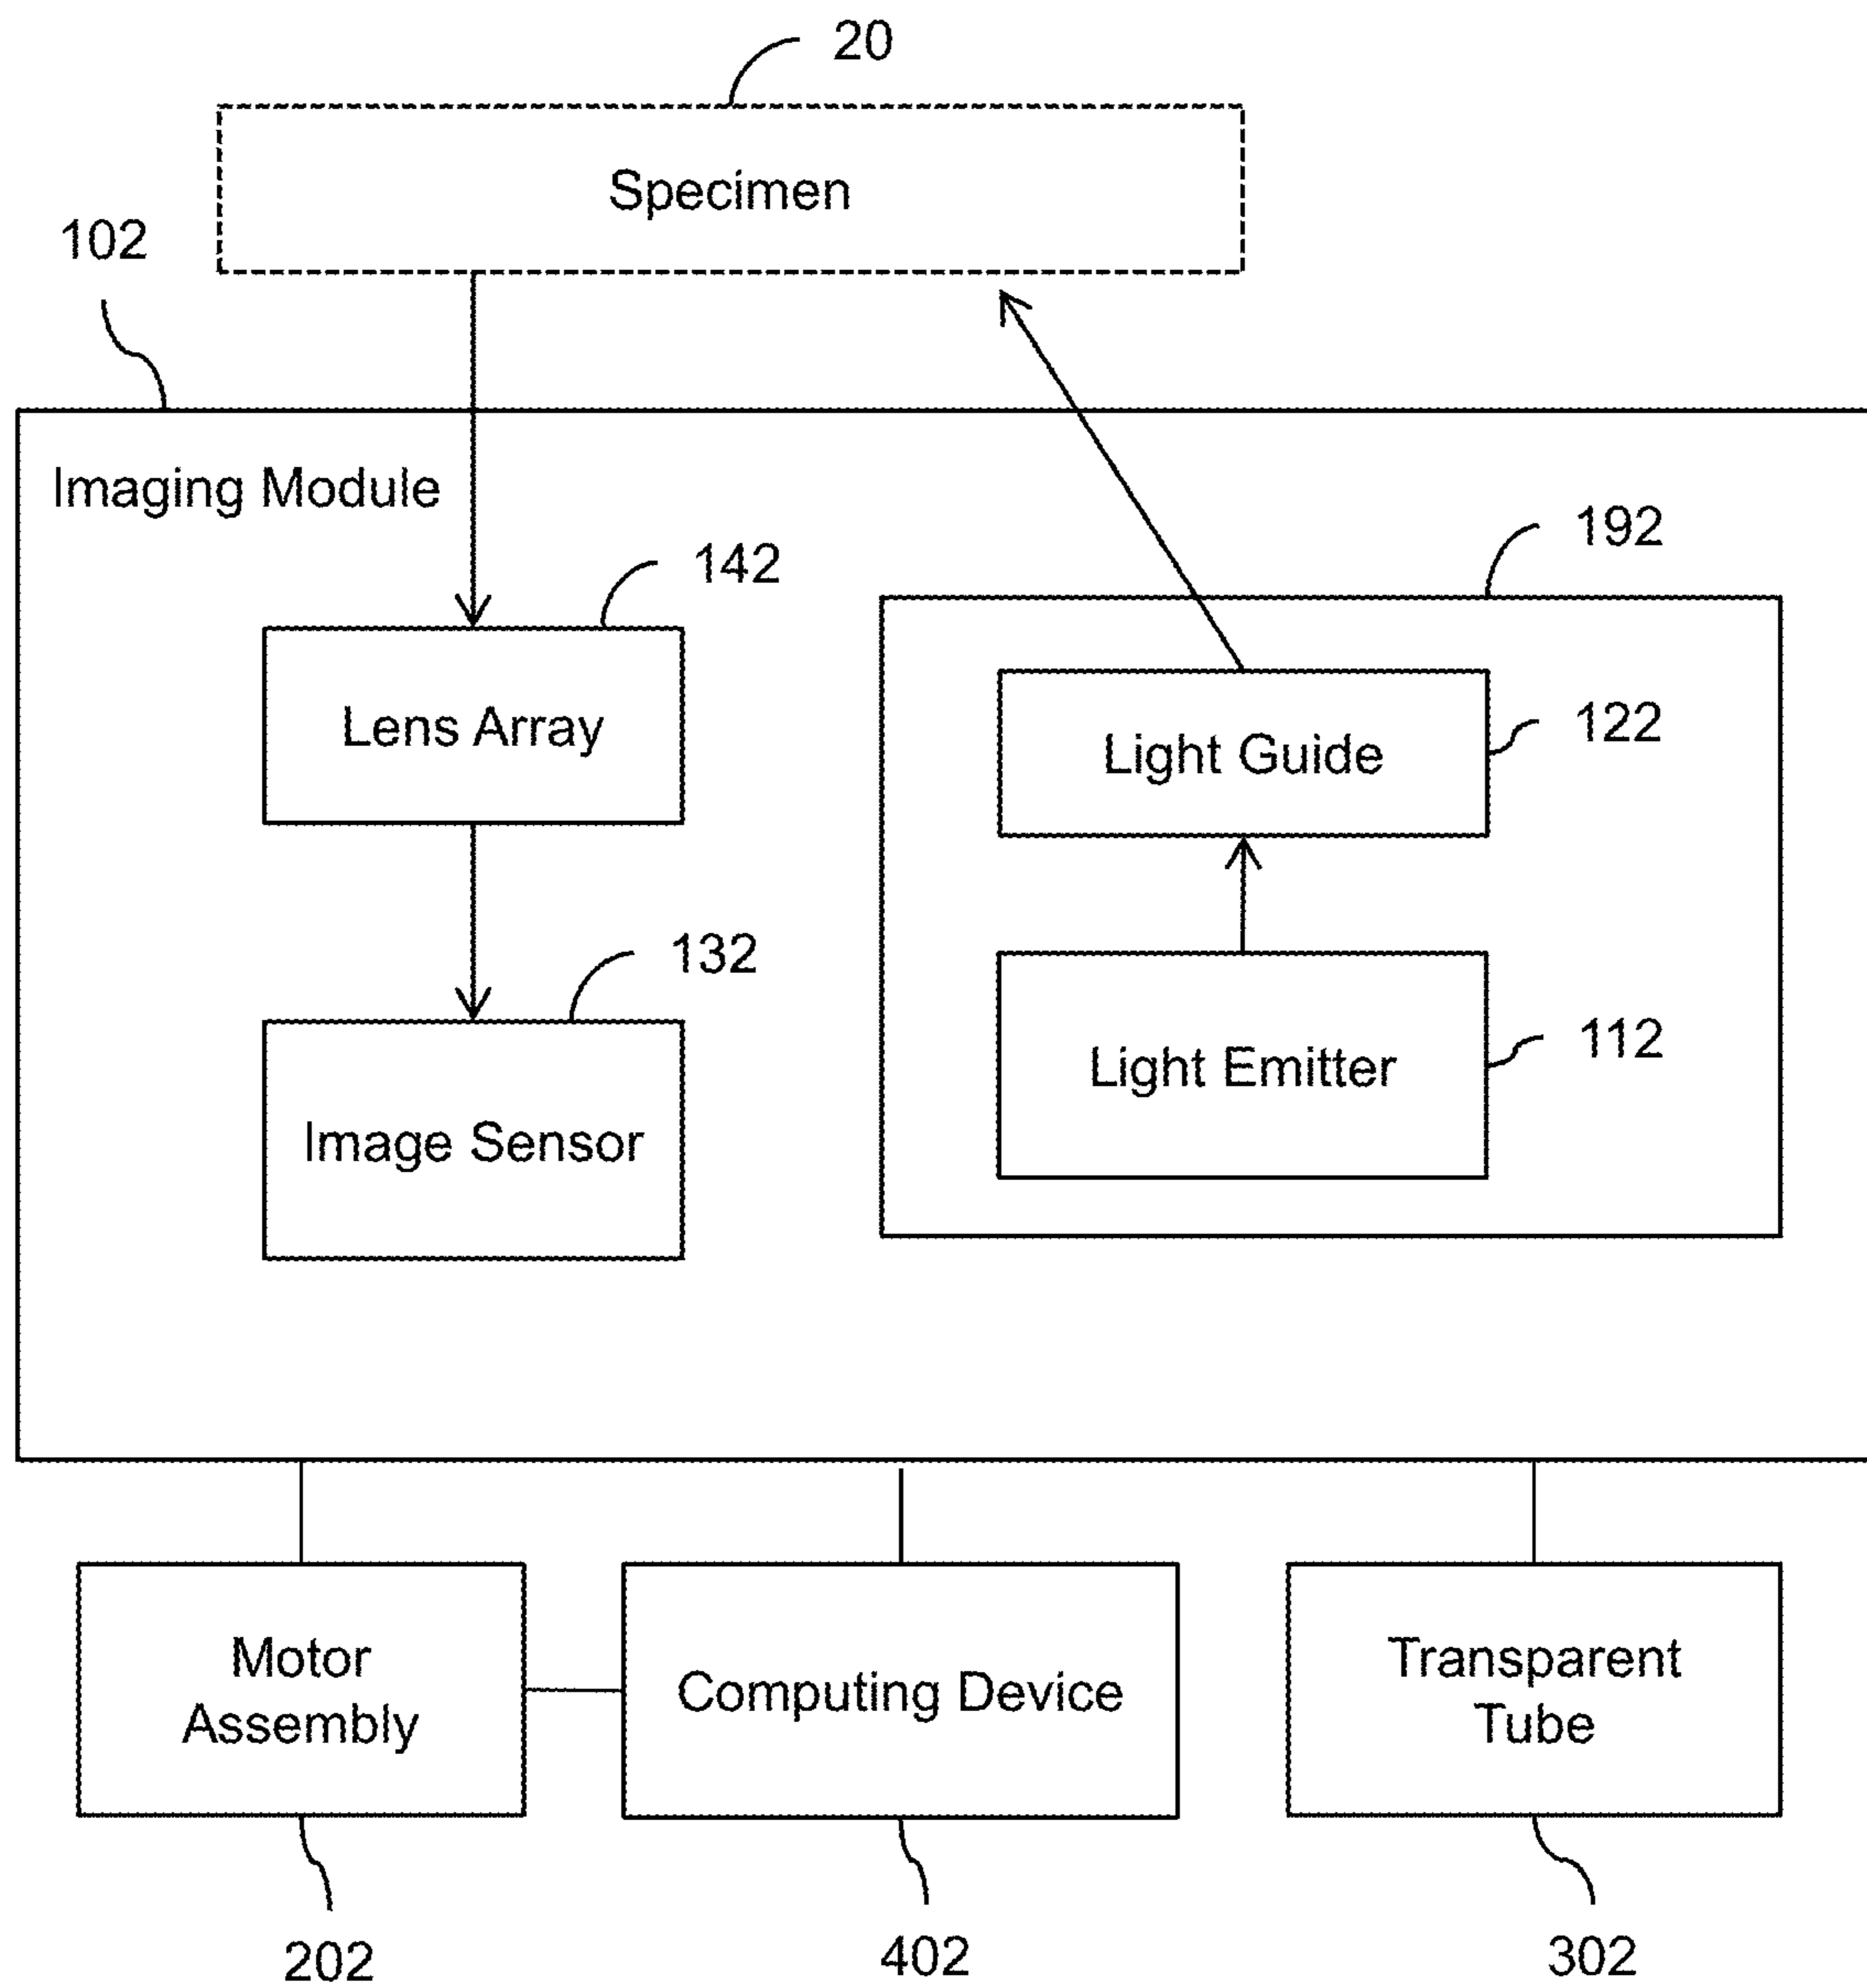 20
Specimen
102
Imaging Module
192
142
Lens Array
Light Guide
122
132
Light Emitter
112
Image Sensor
Motor
Assembly
Computing Device
Transparent
Tube
202
402
302